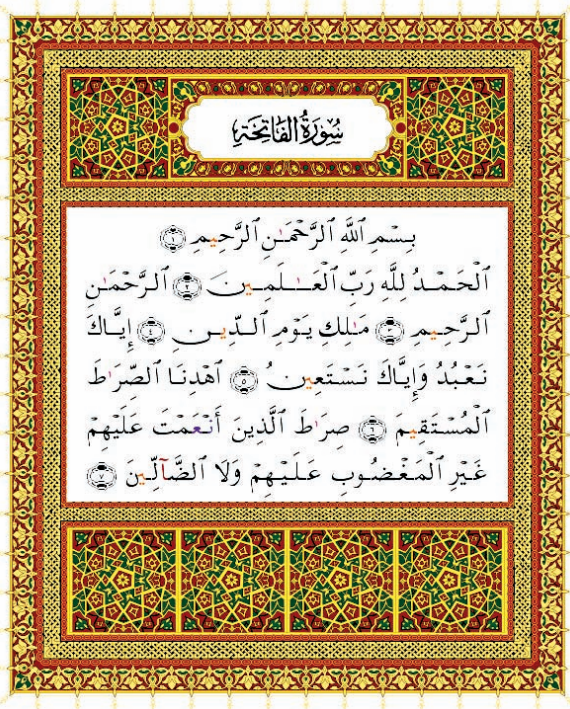 سُورَةُ الفَاتِحَةِ
بِسْمِ ٱللَّهِ ٱلرَّحْمَـٰنِ ٱلرَّحِيمِ ١
ٱلْحَمْدُ لِلَّهِ رَبِّ ٱلْعَـٰلَمِينَ ٢ ٱلرَّحْمَـٰنِ
ٱلرَّحِيمِ ٣ مَـٰلِكِ يَوْمِ ٱلدِّينِ ٤ إِيَّاكَ
نَعْبُدُ وَإِيَّاكَ نَسْتَعِينُ ٥ ٱهْدِنَا ٱلصِّرَٰطَ
ٱلْمُسْتَقِيمَ ٦ صِرَٰطَ ٱلَّذِينَ أَنْعَمْتَ عَلَيْهِمْ
غَيْرِ ٱلْمَغْضُوبِ عَلَيْهِمْ وَلَا ٱلضَّآلِّينَ ٧